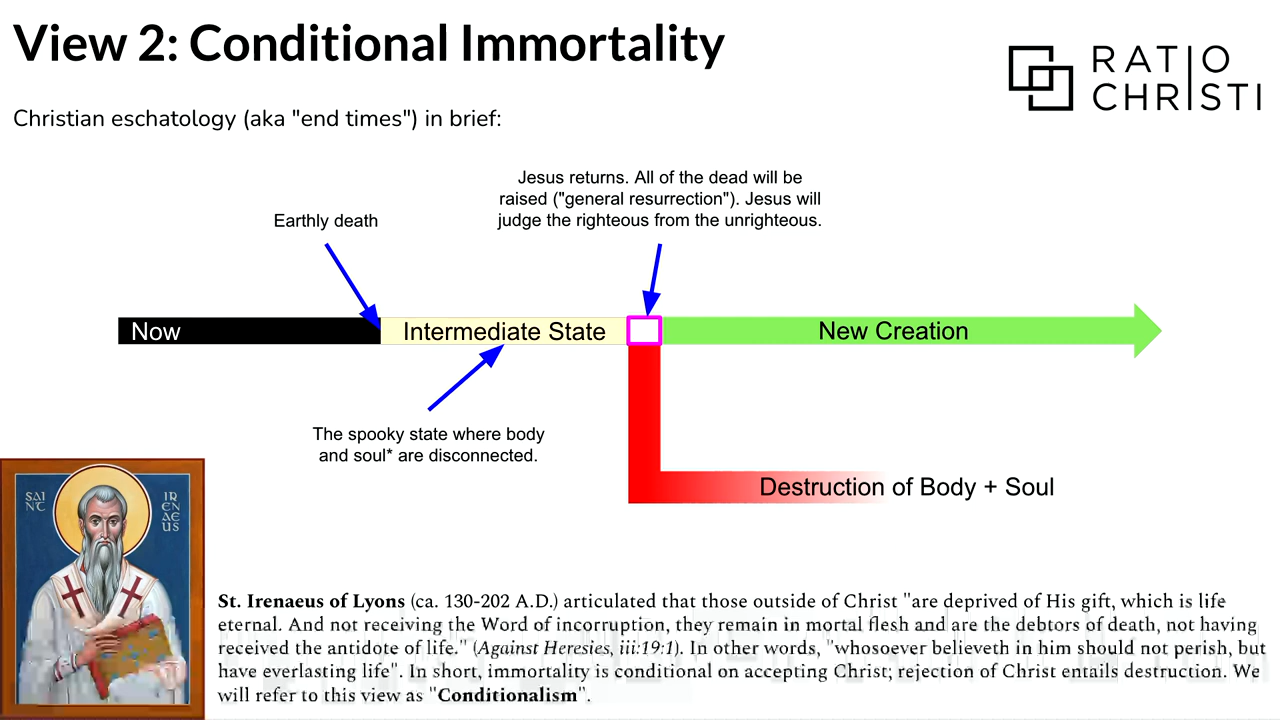 View 2: Conditional Immortality
RATIO
CHRISTI
Christian eschatology (aka "end times") in brief:
Jesus returns. All of the dead will be
raised ("general resurrection"). Jesus will
judge the righteous from the unrighteous.
Earthly death
Now
Intermediate State
New Creation
The spooky state where body
and soul* are disconnected.
Destruction of Body + Soul
SAI
NT
IR
EN
AE
US
St. Irenaeus of Lyons (ca. 130-202 A.D.) articulated that those outside of Christ "are deprived of His gift, which is life
eternal. And not receiving the Word of incorruption, they remain in mortal flesh and are the debtors of death, not having
received the antidote of life." (Against Heresies, iii:19:1). In other words, "whosoever believeth in him should not perish, but
have everlasting life". In short, immortality is conditional on accepting Christ; rejection of Christ entails destruction. We
will refer to this view as "Conditionalism".